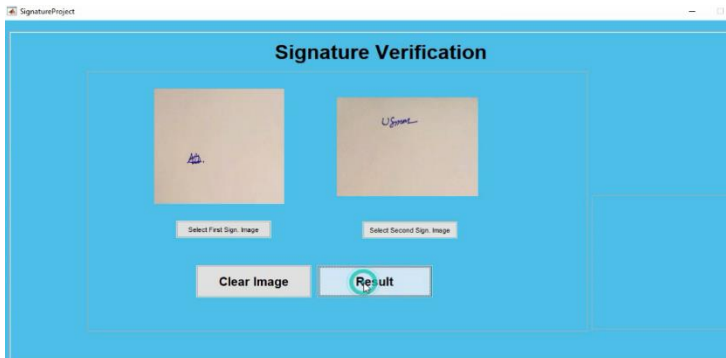 SignatureProject
Signature Verification
Select First Sign. Image
Select Second Sign. Image
Clear Image
Result